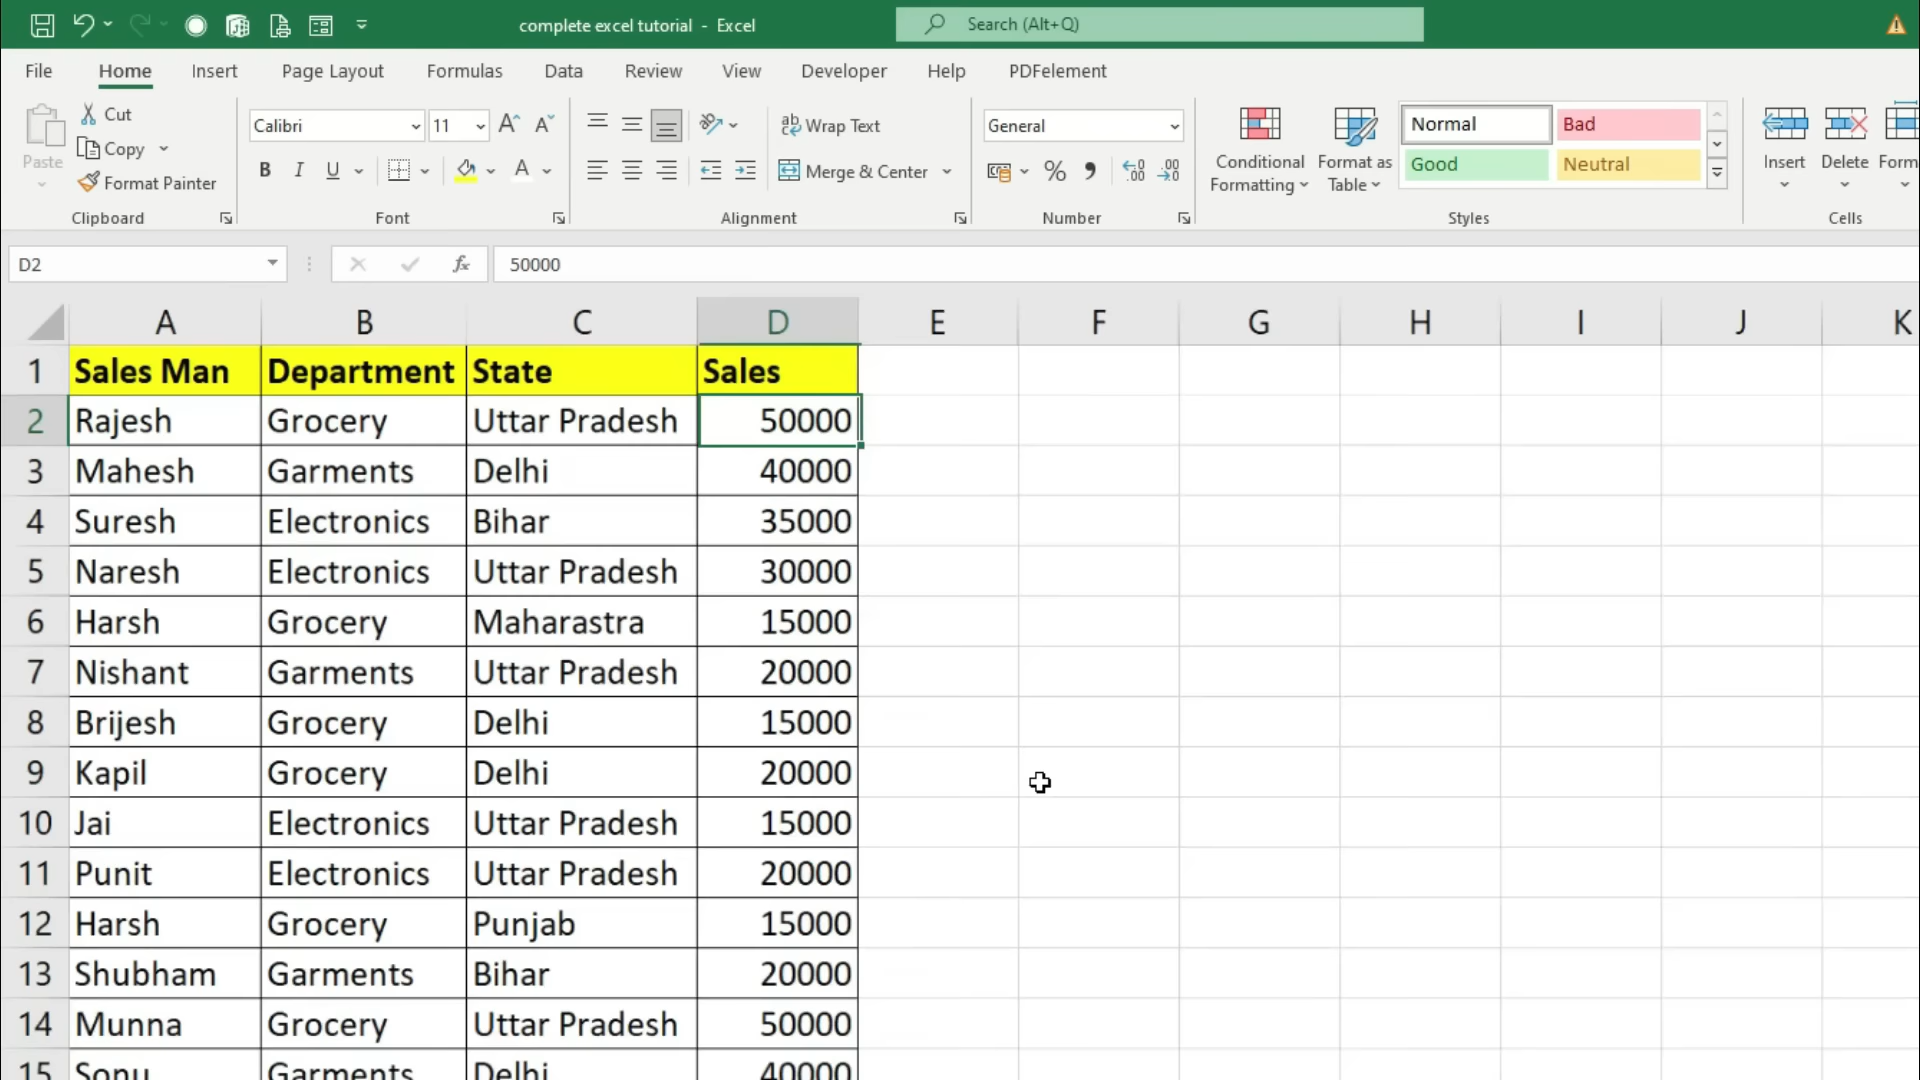 complete excel tutorial - Excel
Search (Alt+Q)
File Home Insert Page Layout Formulas Data Review View Developer Help PDFelement
Paste
Cut
Copy
Format Painter
Clipboard
Calibri 11
B I U
Font
Wrap Text
Merge & Center
Alignment
General
Number
Conditional Formatting
Format as Table
Normal Bad
Good Neutral
Styles
Insert Delete Form
Cells
D2 fx 50000
A B C D E F G H I J K
1 Sales Man Department State Sales
2 Rajesh Grocery Uttar Pradesh 50000
3 Mahesh Garments Delhi 40000
4 Suresh Electronics Bihar 35000
5 Naresh Electronics Uttar Pradesh 30000
6 Harsh Grocery Maharastra 15000
7 Nishant Garments Uttar Pradesh 20000
8 Brijesh Grocery Delhi 15000
9 Kapil Grocery Delhi 20000
10 Jai Electronics Uttar Pradesh 15000
11 Punit Electronics Uttar Pradesh 20000
12 Harsh Grocery Punjab 15000
13 Shubham Garments Bihar 20000
14 Munna Grocery Uttar Pradesh 50000
15 Sonu Garments Delhi 40000